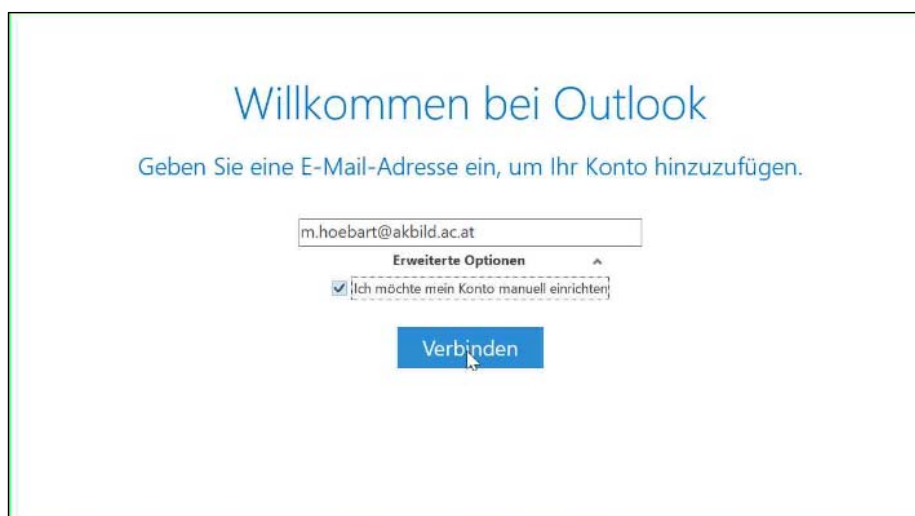 Willkommen bei Outlook
Geben Sie eine E-Mail-Adresse ein, um Ihr Konto hinzuzufügen.
m.hoebart@akbild.ac.at
Erweiterte Optionen
Ich möchte mein Konto manuell einrichten
Verbinden